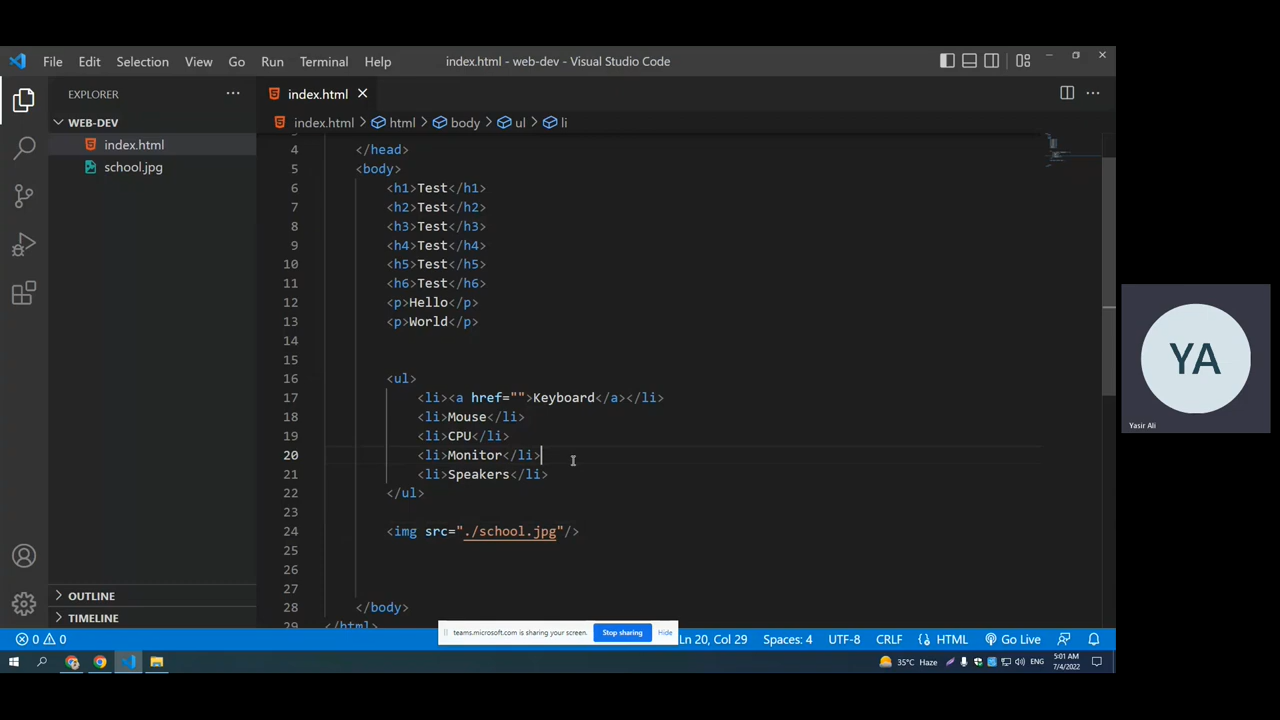 File Edit Selection View Go Run Terminal Help index.html - web-dev - Visual Studio Code
EXPLORER
index.html
WEB-DEV
index.html > html > body > ul > li
index.html
school.jpg
4 </head>
5 <body>
6 <h1>Test</h1>
7 <h2>Test</h2>
8 <h3>Test</h3>
9 <h4>Test</h4>
10 <h5>Test</h5>
11 <h6>Test</h6>
12 <p>Hello</p>
13 <p>World</p>
14
15
16 <ul>
17 <li><a href="">Keyboard</a></li>
18 <li>Mouse</li>
19 <li>CPU</li>
20 <li>Monitor</li>
21 <li>Speakers</li>
22 </ul>
23
24 <img src="./school.jpg"/>
25
26
27
28 </body>
29 </html>
OUTLINE
TIMELINE
YA
Yasir Ali
teams.microsoft.com is sharing your screen. Stop sharing Hide
0 0 Ln 20, Col 29 Spaces: 4 UTF-8 CRLF HTML Go Live
35°C Haze ENG 5:01 AM
7/4/2022